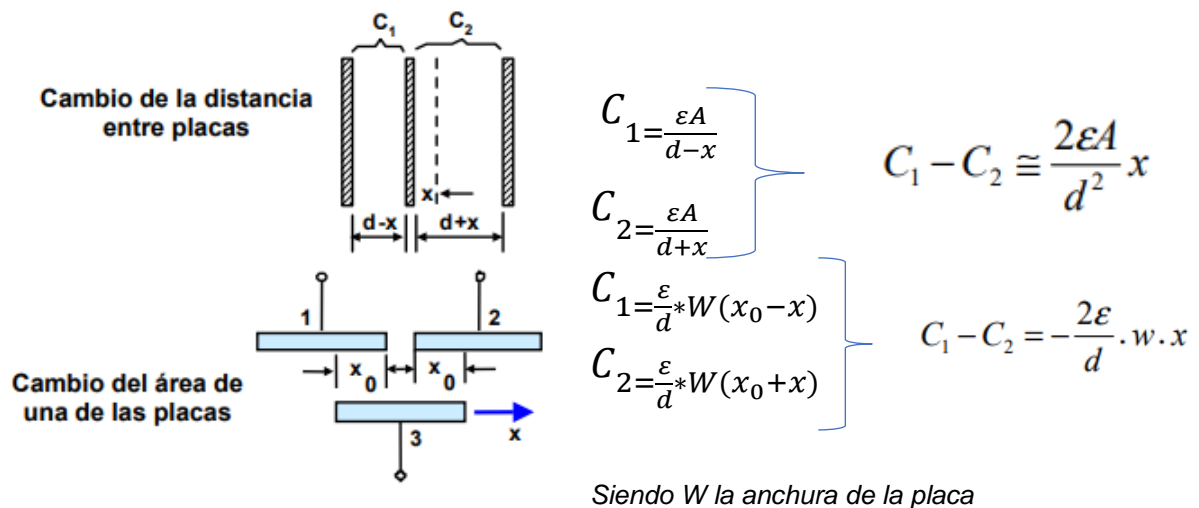 C₁ C₂
Cambio de la distancia
entre placas
x
d-x d+x
C₁=εA/(d−x)
C₂=εA/(d+x)
C₁ − C₂ ≅ (2εA/d²) x
1 2
x₀ x₀
Cambio del área de
una de las placas
x
3
C₁=ε/d*W(x₀−x)
C₂=ε/d*W(x₀+x)
C₁ − C₂ = −(2ε/d) . w . x
Siendo W la anchura de la placa